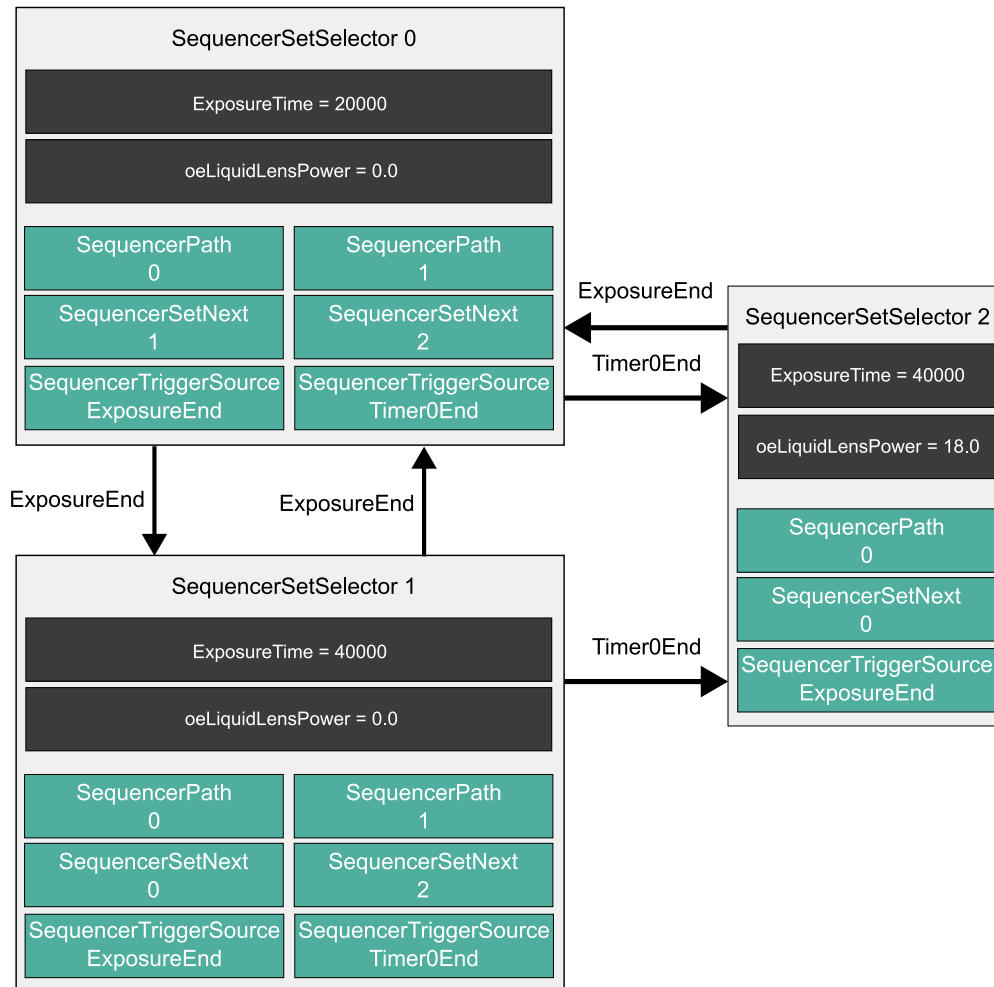 SequencerSetSelector 0
ExposureTime = 20000
oeLiquidLensPower = 0.0
SequencerPath
0
SequencerPath
1
SequencerSetNext
1
SequencerSetNext
2
SequencerTriggerSource
ExposureEnd
SequencerTriggerSource
Timer0End
ExposureEnd
Timer0End
SequencerSetSelector 2
ExposureTime = 40000
oeLiquidLensPower = 18.0
SequencerPath
0
SequencerSetNext
0
SequencerTriggerSource
ExposureEnd
ExposureEnd
ExposureEnd
Timer0End
SequencerSetSelector 1
ExposureTime = 40000
oeLiquidLensPower = 0.0
SequencerPath
0
SequencerPath
1
SequencerSetNext
0
SequencerSetNext
2
SequencerTriggerSource
ExposureEnd
SequencerTriggerSource
Timer0End